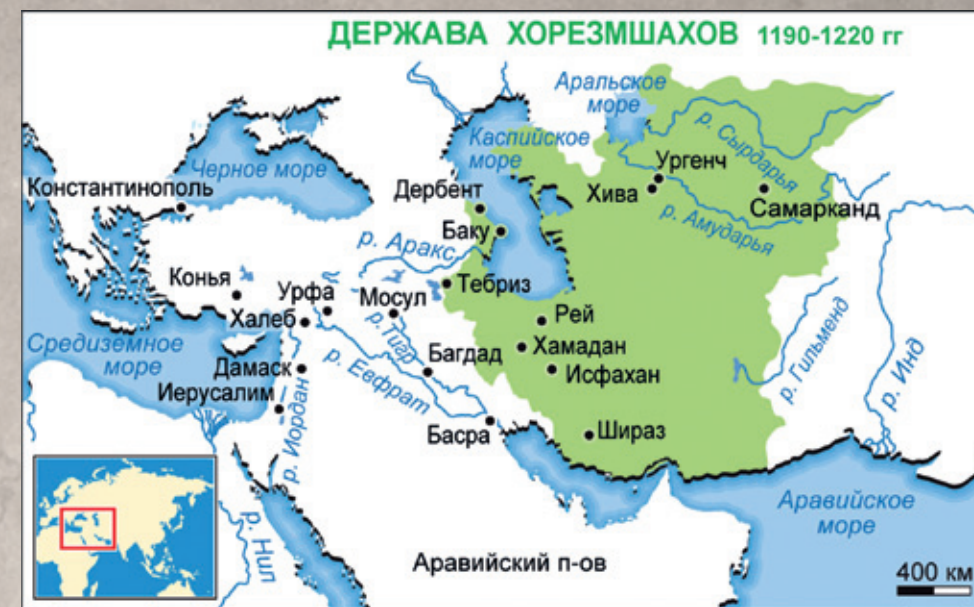 ДЕРЖАВА ХОРЕЗМШАХОВ 1190-1220 гг
Аральское
море
Каспийское
море
р. Сырдарья
Черное море
Ургенч
Константинополь
Дербент
Хива
Самарканд
Баку
р. Амударья
р. Аракс
Конья
Урфа
Мосул
Тебриз
Халеб
Рей
р. Тигр
Средиземное
море
Багдад
Хамадан
Дамаск
р. Евфрат
Исфахан
р. Гильменд
р. Инд
Иерусалим
р. Иордан
Басра
Шираз
Аравийское
море
р. Нил
Аравийский п-ов
400 км